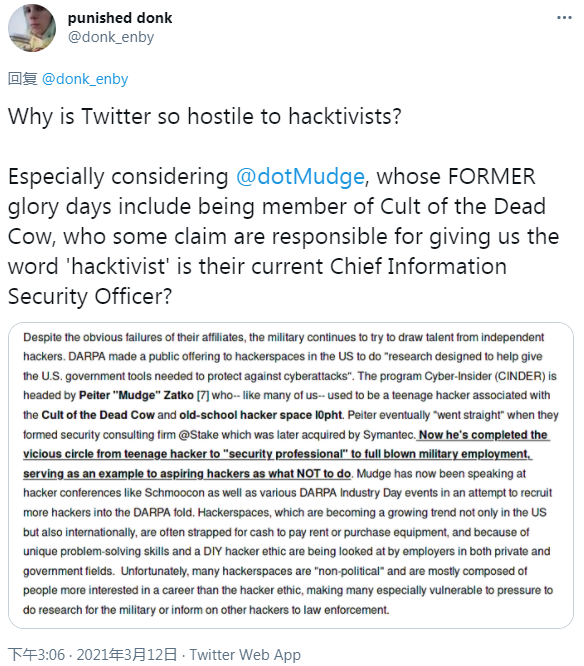 punished donk
@donk_enby
回复 @donk_enby
Why is Twitter so hostile to hacktivists?
Especially considering @dotMudge, whose FORMER
glory days include being member of Cult of the Dead
Cow, who some claim are responsible for giving us the
word 'hacktivist' is their current Chief Information
Security Officer?
Despite the obvious failures of their affiliates, the military continues to try to draw talent from independent
hackers. DARPA made a public offering to hackerspaces in the US to do "research designed to help give
the U.S. government tools needed to protect against cyberattacks". The program Cyber-Insider (CINDER) is
headed by Peiter "Mudge" Zatko [7] who-- like many of us-- used to be a teenage hacker associated with
the Cult of the Dead Cow and old-school hacker space l0pht. Peiter eventually "went straight" when they
formed security consulting firm @Stake which was later acquired by Symantec. Now he's completed the
vicious circle from teenage hacker to "security professional" to full blown military employment,
serving as an example to aspiring hackers as what NOT to do. Mudge has now been speaking at
hacker conferences like Schmoocon as well as various DARPA Industry Day events in an attempt to recruit
more hackers into the DARPA fold. Hackerspaces, which are becoming a growing trend not only in the US
but also internationally, are often strapped for cash to pay rent or purchase equipment, and because of
unique problem-solving skills and a DIY hacker ethic are being looked at by employers in both private and
government fields. Unfortunately, many hackerspaces are "non-political" and are mostly composed of
people more interested in a career than the hacker ethic, making many especially vulnerable to pressure to
do research for the military or inform on other hackers to law enforcement.
下午3:06 · 2021年3月12日 · Twitter Web App